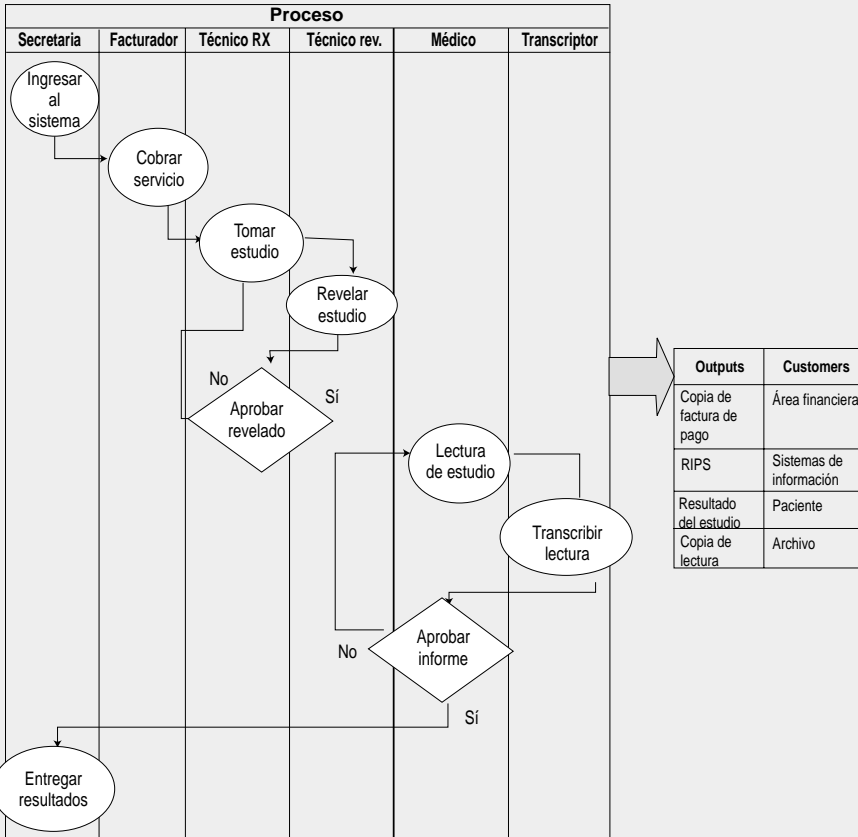 Proceso
Secretaria
Facturador
Técnico RX
Técnico rev.
Médico
Transcriptor
Ingresar
al
sistema
Cobrar
servicio
Tomar
estudio
Revelar
estudio
No
Sí
Aprobar
revelado
Lectura
de estudio
Transcribir
lectura
Aprobar
informe
No
Sí
Entregar
resultados
Outputs
Customers
Copia de
factura de
pago
Área financiera
RIPS
Sistemas de
información
Resultado
del estudio
Paciente
Copia de
lectura
Archivo